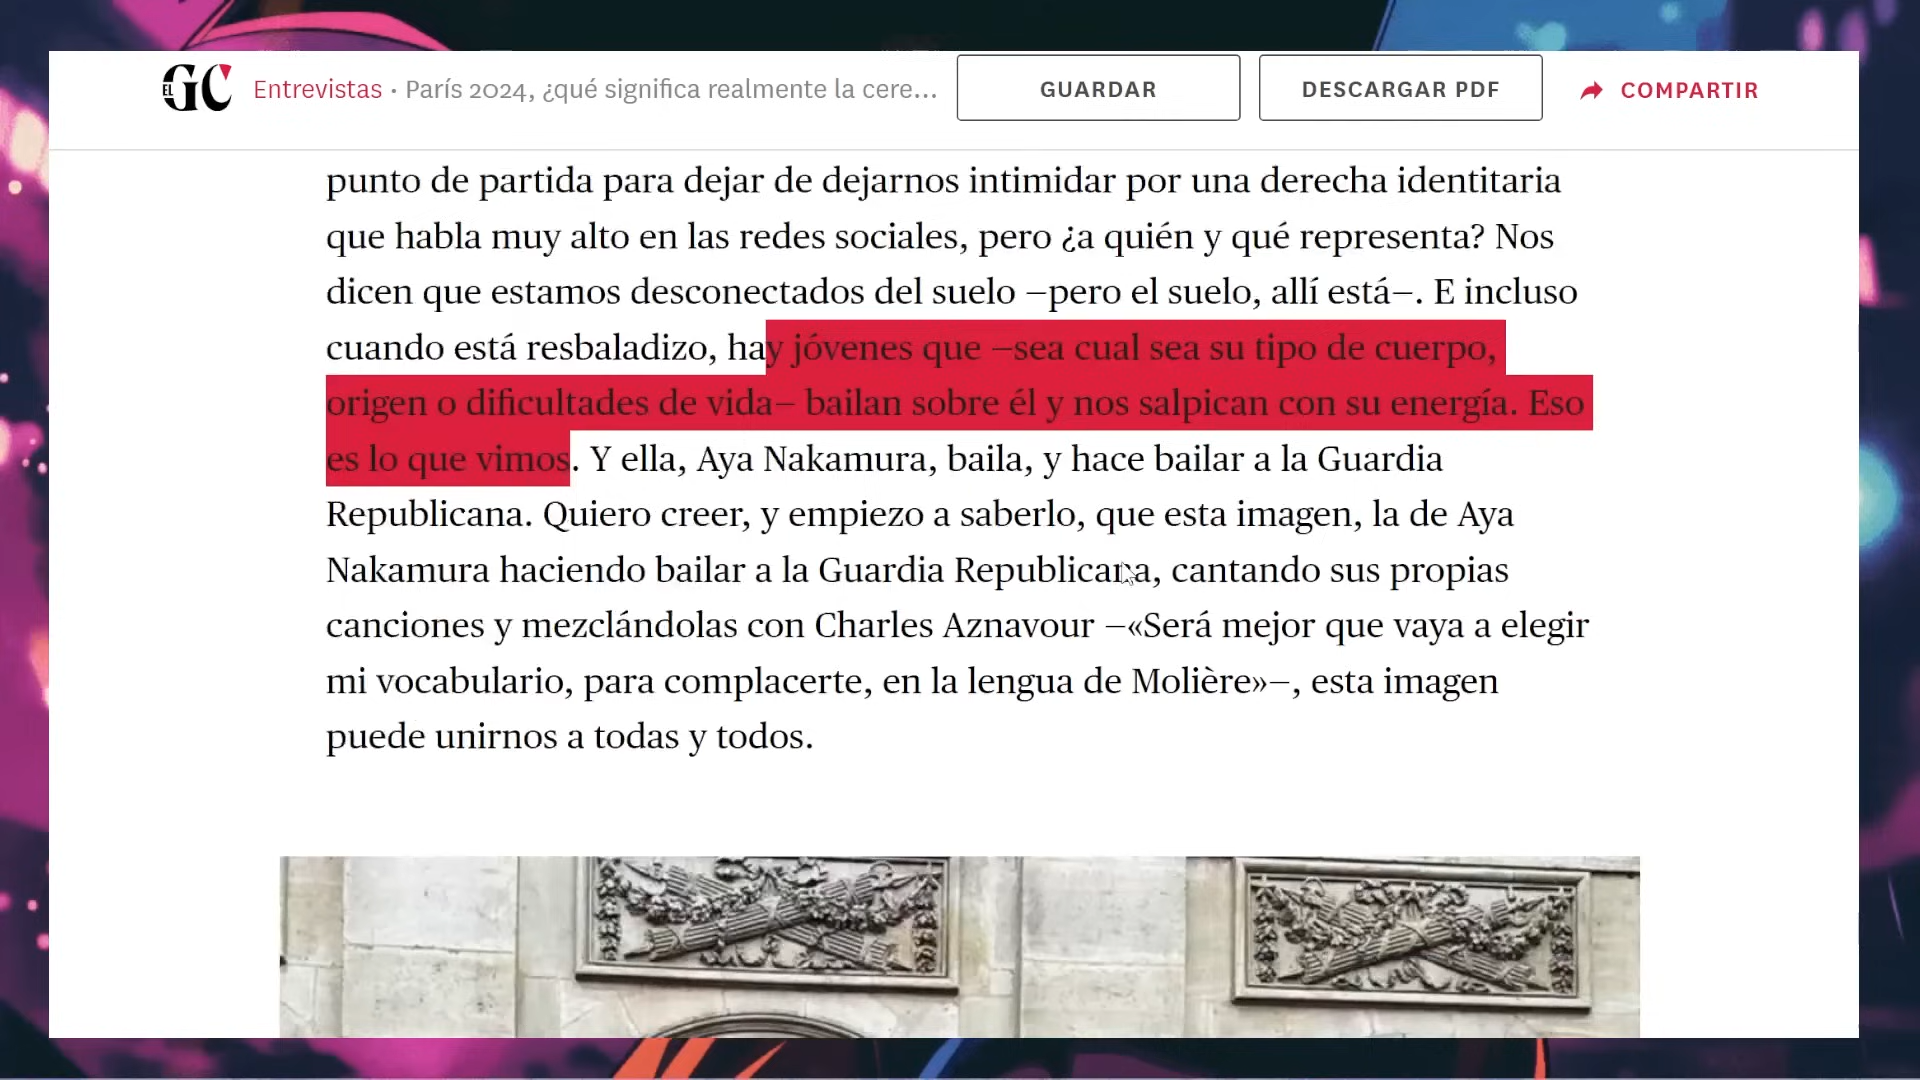 EL GC Entrevistas · París 2024, ¿qué significa realmente la cere... GUARDAR DESCARGAR PDF COMPARTIR
punto de partida para dejar de dejarnos intimidar por una derecha identitaria
que habla muy alto en las redes sociales, pero ¿a quién y qué representa? Nos
dicen que estamos desconectados del suelo —pero el suelo, allí está—. E incluso
cuando está resbaladizo, hay jóvenes que —sea cual sea su tipo de cuerpo,
origen o dificultades de vida— bailan sobre él y nos salpican con su energía. Eso
es lo que vimos. Y ella, Aya Nakamura, baila, y hace bailar a la Guardia
Republicana. Quiero creer, y empiezo a saberlo, que esta imagen, la de Aya
Nakamura haciendo bailar a la Guardia Republicana, cantando sus propias
canciones y mezclándolas con Charles Aznavour —«Será mejor que vaya a elegir
mi vocabulario, para complacerte, en la lengua de Molière»—, esta imagen
puede unirnos a todas y todos.